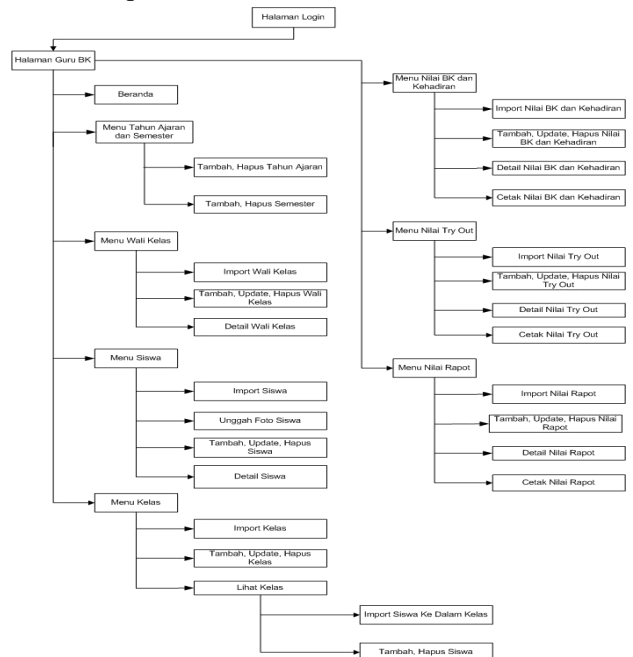 Halaman Login
Halaman Guru BK
Beranda
Menu Tahun Ajaran
dan Semester
Tambah, Hapus Tahun Ajaran
Tambah, Hapus Semester
Menu Wali Kelas
Import Wali Kelas
Tambah, Update, Hapus Wali
Kelas
Detail Wali Kelas
Menu Siswa
Import Siswa
Unggah Foto Siswa
Tambah, Update, Hapus
Siswa
Detail Siswa
Menu Kelas
Import Kelas
Tambah, Update, Hapus
Kelas
Lihat Kelas
Import Siswa Ke Dalam Kelas
Tambah, Hapus Siswa
Menu Nilai BK dan
Kehadiran
Import Nilai BK dan Kehadiran
Tambah, Update, Hapus Nilai
BK dan Kehadiran
Detail Nilai BK dan Kehadiran
Cetak Nilai BK dan Kehadiran
Menu Nilai Try Out
Import Nilai Try Out
Tambah, Update, Hapus Nilai
Try Out
Detail Nilai Try Out
Cetak Nilai Try Out
Menu Nilai Rapot
Import Nilai Rapot
Tambah, Update, Hapus Nilai
Rapot
Detail Nilai Rapot
Cetak Nilai Rapot